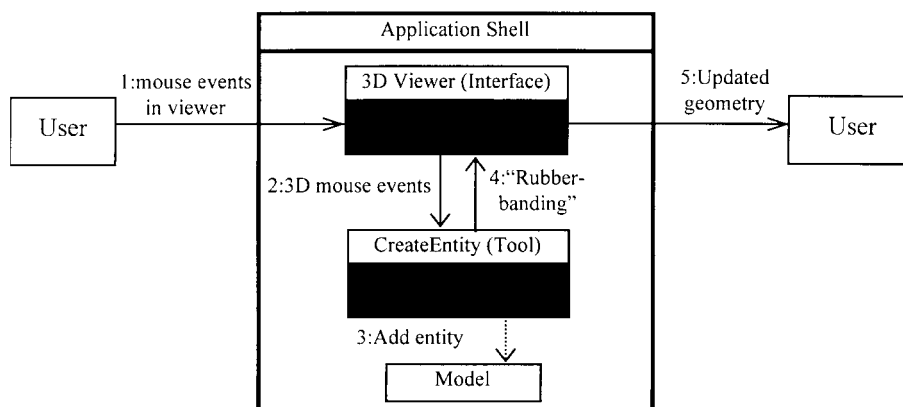 Application Shell
1:mouse events
in viewer
3D Viewer (Interface)
5:Updated
geometry
User
User
2:3D mouse events
4:“Rubber-
banding”
CreateEntity (Tool)
3:Add entity
Model